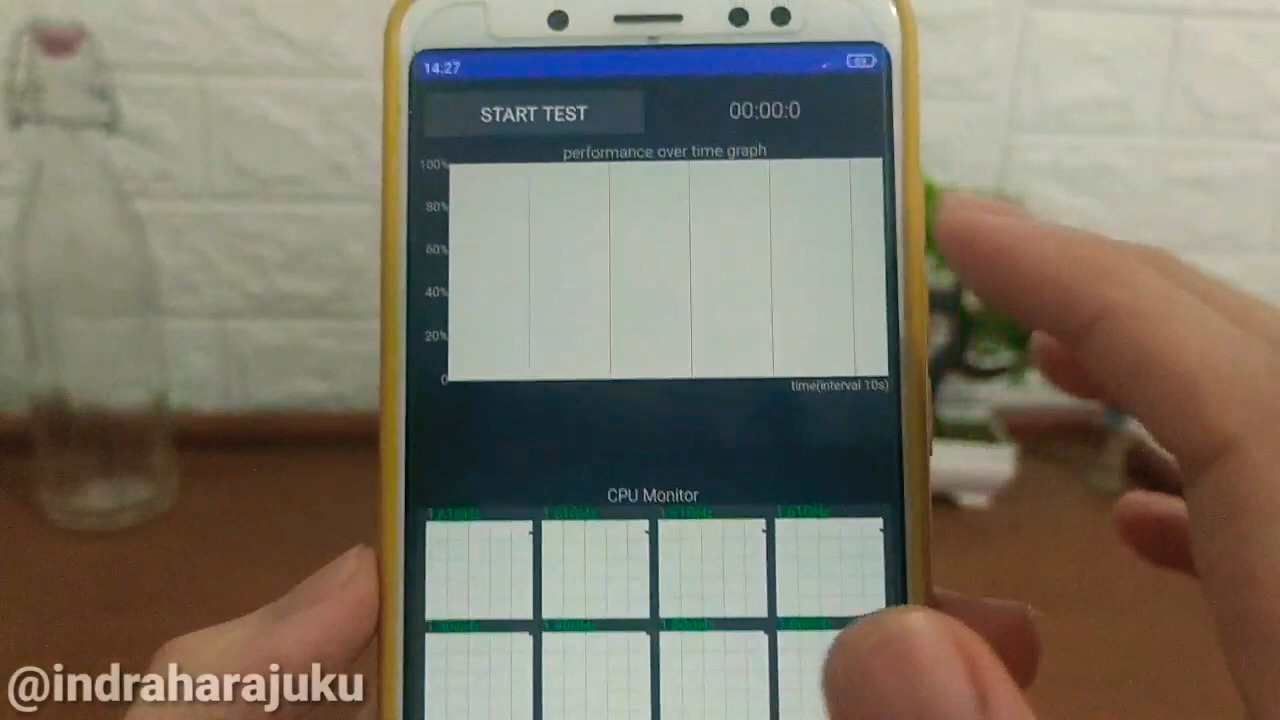 14:27
69
START TEST
00:00:0
performance over time graph
100%
80%
60%
40%
20%
0
time(interval 10s)
CPU Monitor
@indraharajuku